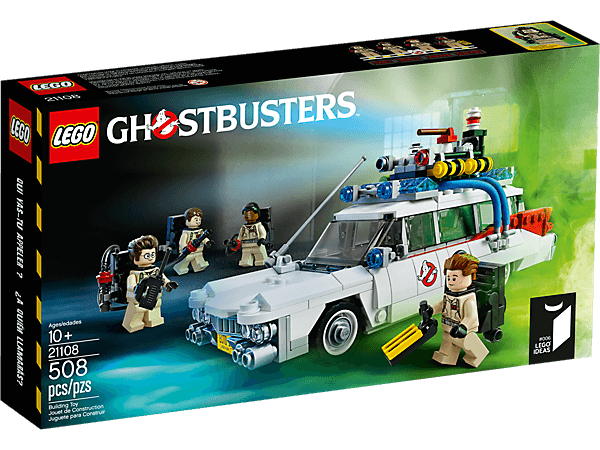 21108
LEGO
LEGO
GHOSTBUSTERS
QUI VAS-TU APPELER ?
¿A QUIÉN LLAMARÁS?
Ages/edades
10+
21108
508
pcs/pzs
Building Toy
Jouet de Construction
Juguete para Construir
#006
LEGO
IDEAS